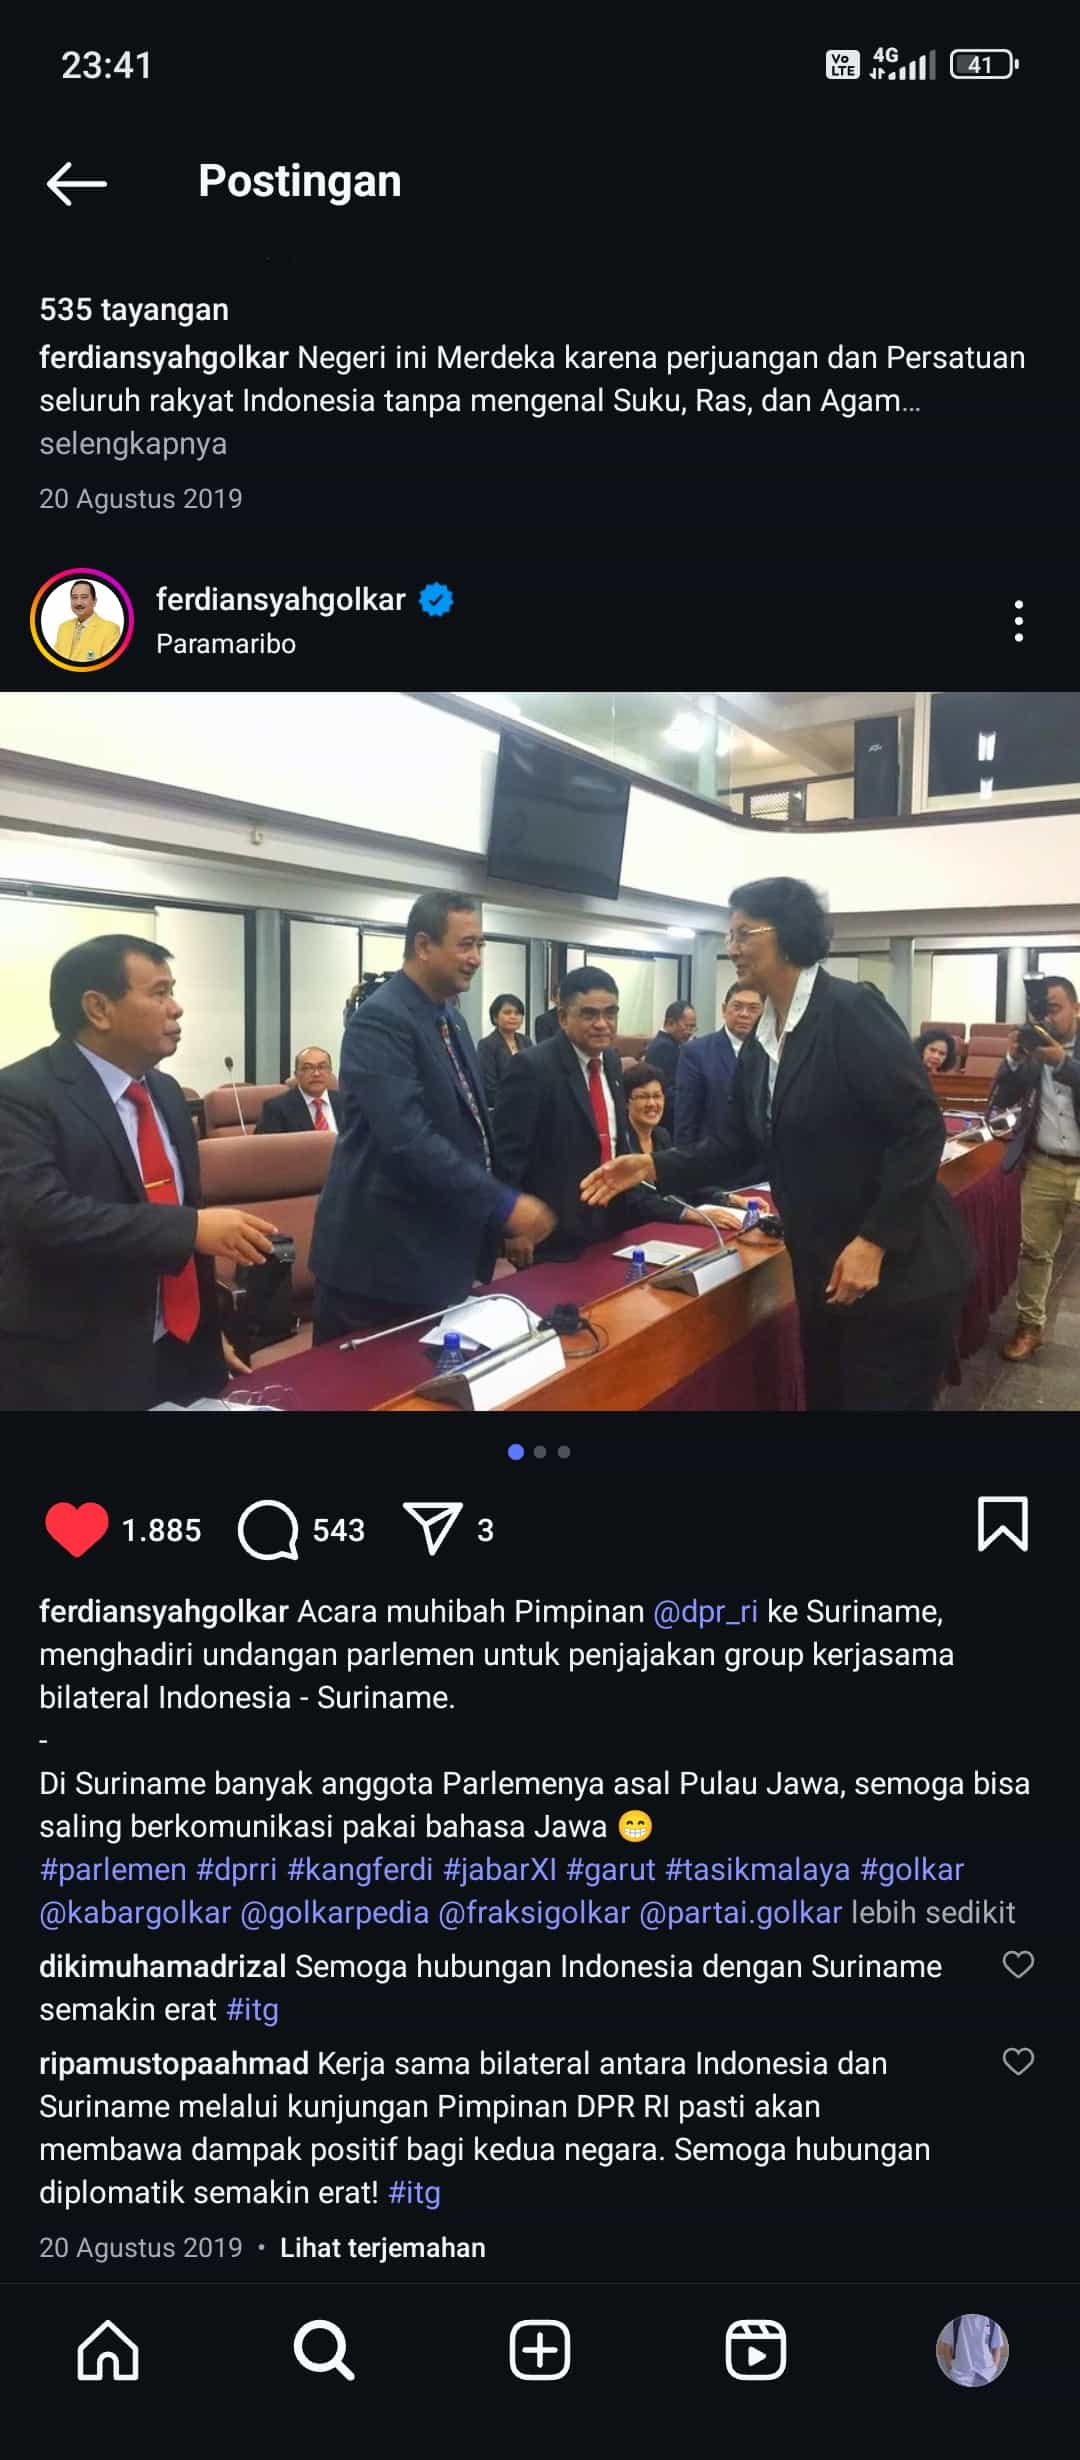 23:41
Vo LTE 4G 41
Postingan
535 tayangan
ferdiansyahgolkar Negeri ini Merdeka karena perjuangan dan Persatuan
seluruh rakyat Indonesia tanpa mengenal Suku, Ras, dan Agam...
selengkapnya
20 Agustus 2019
ferdiansyahgolkar
Paramaribo
1.885 543 3
ferdiansyahgolkar Acara muhibah Pimpinan @dpr_ri ke Suriname,
menghadiri undangan parlemen untuk penjajakan group kerjasama
bilateral Indonesia - Suriname.
-
Di Suriname banyak anggota Parlemenya asal Pulau Jawa, semoga bisa
saling berkomunikasi pakai bahasa Jawa 😁
#parlemen #dprri #kangferdi #jabarXI #garut #tasikmalaya #golkar
@kabargolkar @golkarpedia @fraksigolkar @partai.golkar lebih sedikit
dikimuhamadrizal Semoga hubungan Indonesia dengan Suriname
semakin erat #itg
ripamustopaahmad Kerja sama bilateral antara Indonesia dan
Suriname melalui kunjungan Pimpinan DPR RI pasti akan
membawa dampak positif bagi kedua negara. Semoga hubungan
diplomatik semakin erat! #itg
20 Agustus 2019 • Lihat terjemahan